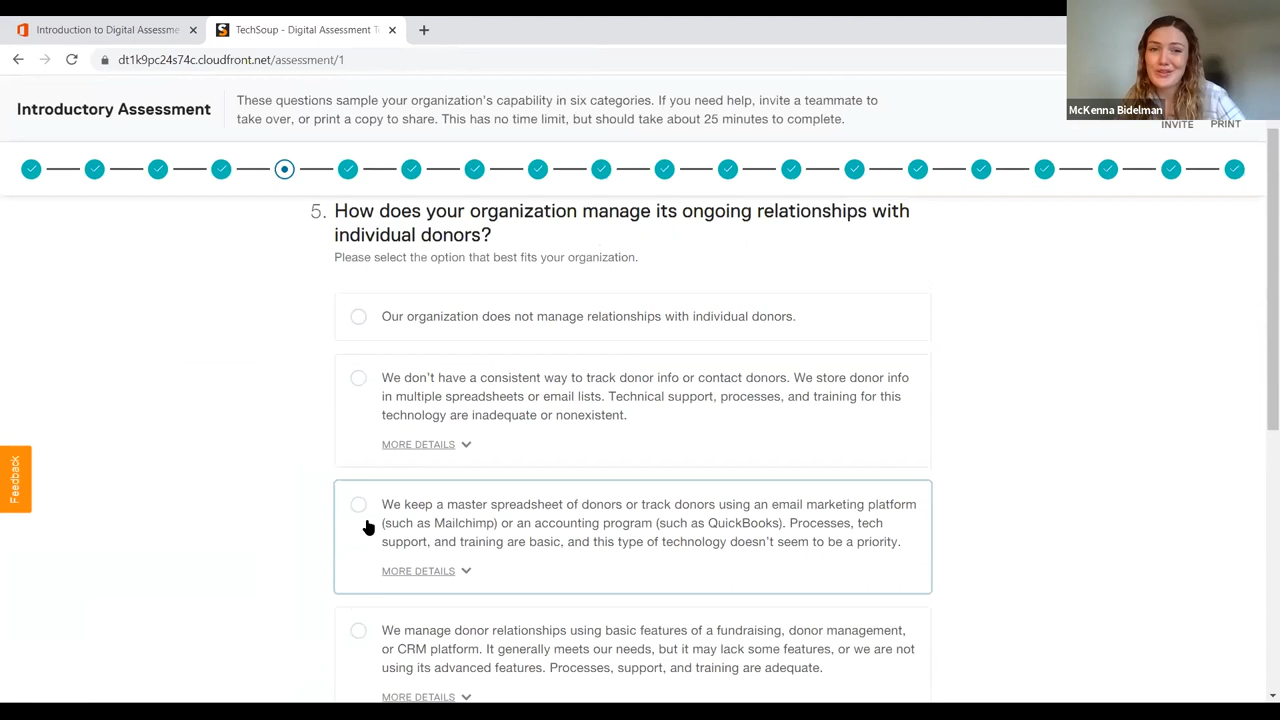 Introduction to Digital Assessme
TechSoup - Digital Assessment T
dt1k9pc24s74c.cloudfront.net/assessment/1
McKenna Bidelman
Introductory Assessment
These questions sample your organization's capability in six categories. If you need help, invite a teammate to
take over, or print a copy to share. This has no time limit, but should take about 25 minutes to complete.
INVITE PRINT
5. How does your organization manage its ongoing relationships with
individual donors?
Please select the option that best fits your organization.
Our organization does not manage relationships with individual donors.
We don't have a consistent way to track donor info or contact donors. We store donor info
in multiple spreadsheets or email lists. Technical support, processes, and training for this
technology are inadequate or nonexistent.
MORE DETAILS
Feedback
We keep a master spreadsheet of donors or track donors using an email marketing platform
(such as Mailchimp) or an accounting program (such as QuickBooks). Processes, tech
support, and training are basic, and this type of technology doesn't seem to be a priority.
MORE DETAILS
We manage donor relationships using basic features of a fundraising, donor management,
or CRM platform. It generally meets our needs, but it may lack some features, or we are not
using its advanced features. Processes, support, and training are adequate.
MORE DETAILS